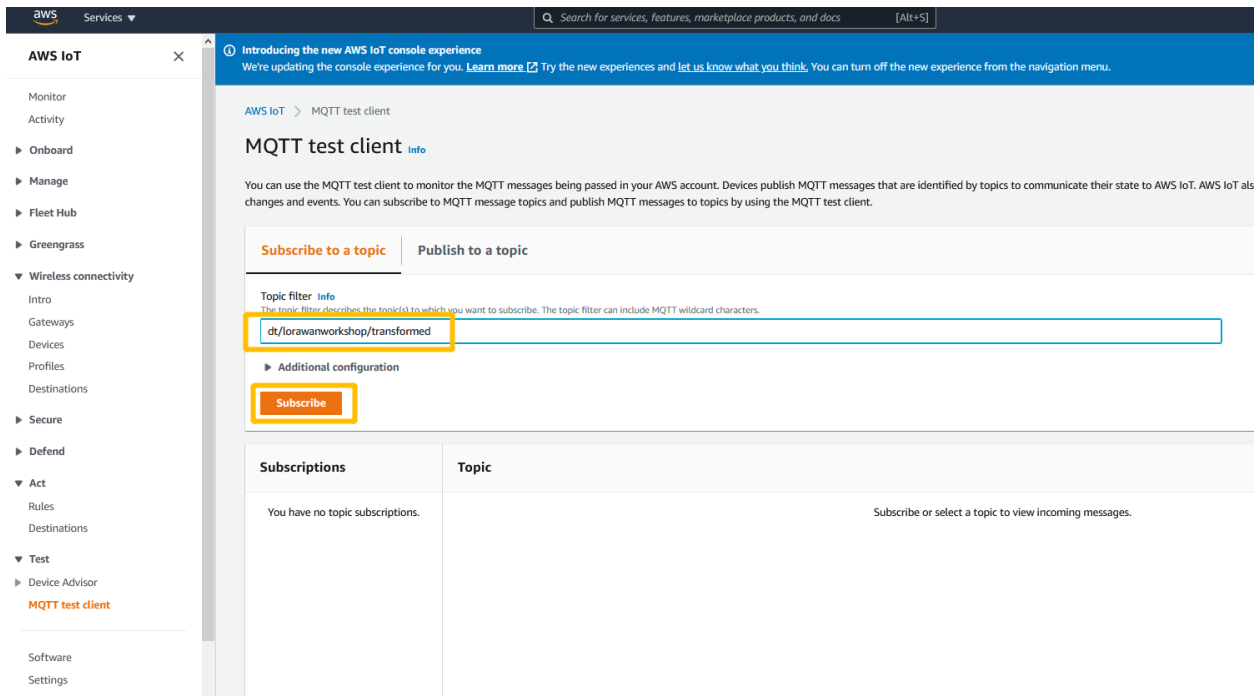 aws
Services
Search for services, features, marketplace products, and docs
[Alt+S]
AWS IoT
Monitor
Activity
Onboard
Manage
Fleet Hub
Greengrass
Wireless connectivity
Intro
Gateways
Devices
Profiles
Destinations
Secure
Defend
Act
Rules
Destinations
Test
Device Advisor
MQTT test client
Software
Settings
Introducing the new AWS IoT console experience
We're updating the console experience for you. Learn more Try the new experiences and let us know what you think. You can turn off the new experience from the navigation menu.
AWS IoT > MQTT test client
MQTT test client Info
You can use the MQTT test client to monitor the MQTT messages being passed in your AWS account. Devices publish MQTT messages that are identified by topics to communicate their state to AWS IoT. AWS IoT als
changes and events. You can subscribe to MQTT message topics and publish MQTT messages to topics by using the MQTT test client.
Subscribe to a topic
Publish to a topic
Topic filter Info
The topic filter describes the topic(s) to which you want to subscribe. The topic filter can include MQTT wildcard characters.
dt/lorawanworkshop/transformed
Additional configuration
Subscribe
Subscriptions
Topic
You have no topic subscriptions.
Subscribe or select a topic to view incoming messages.